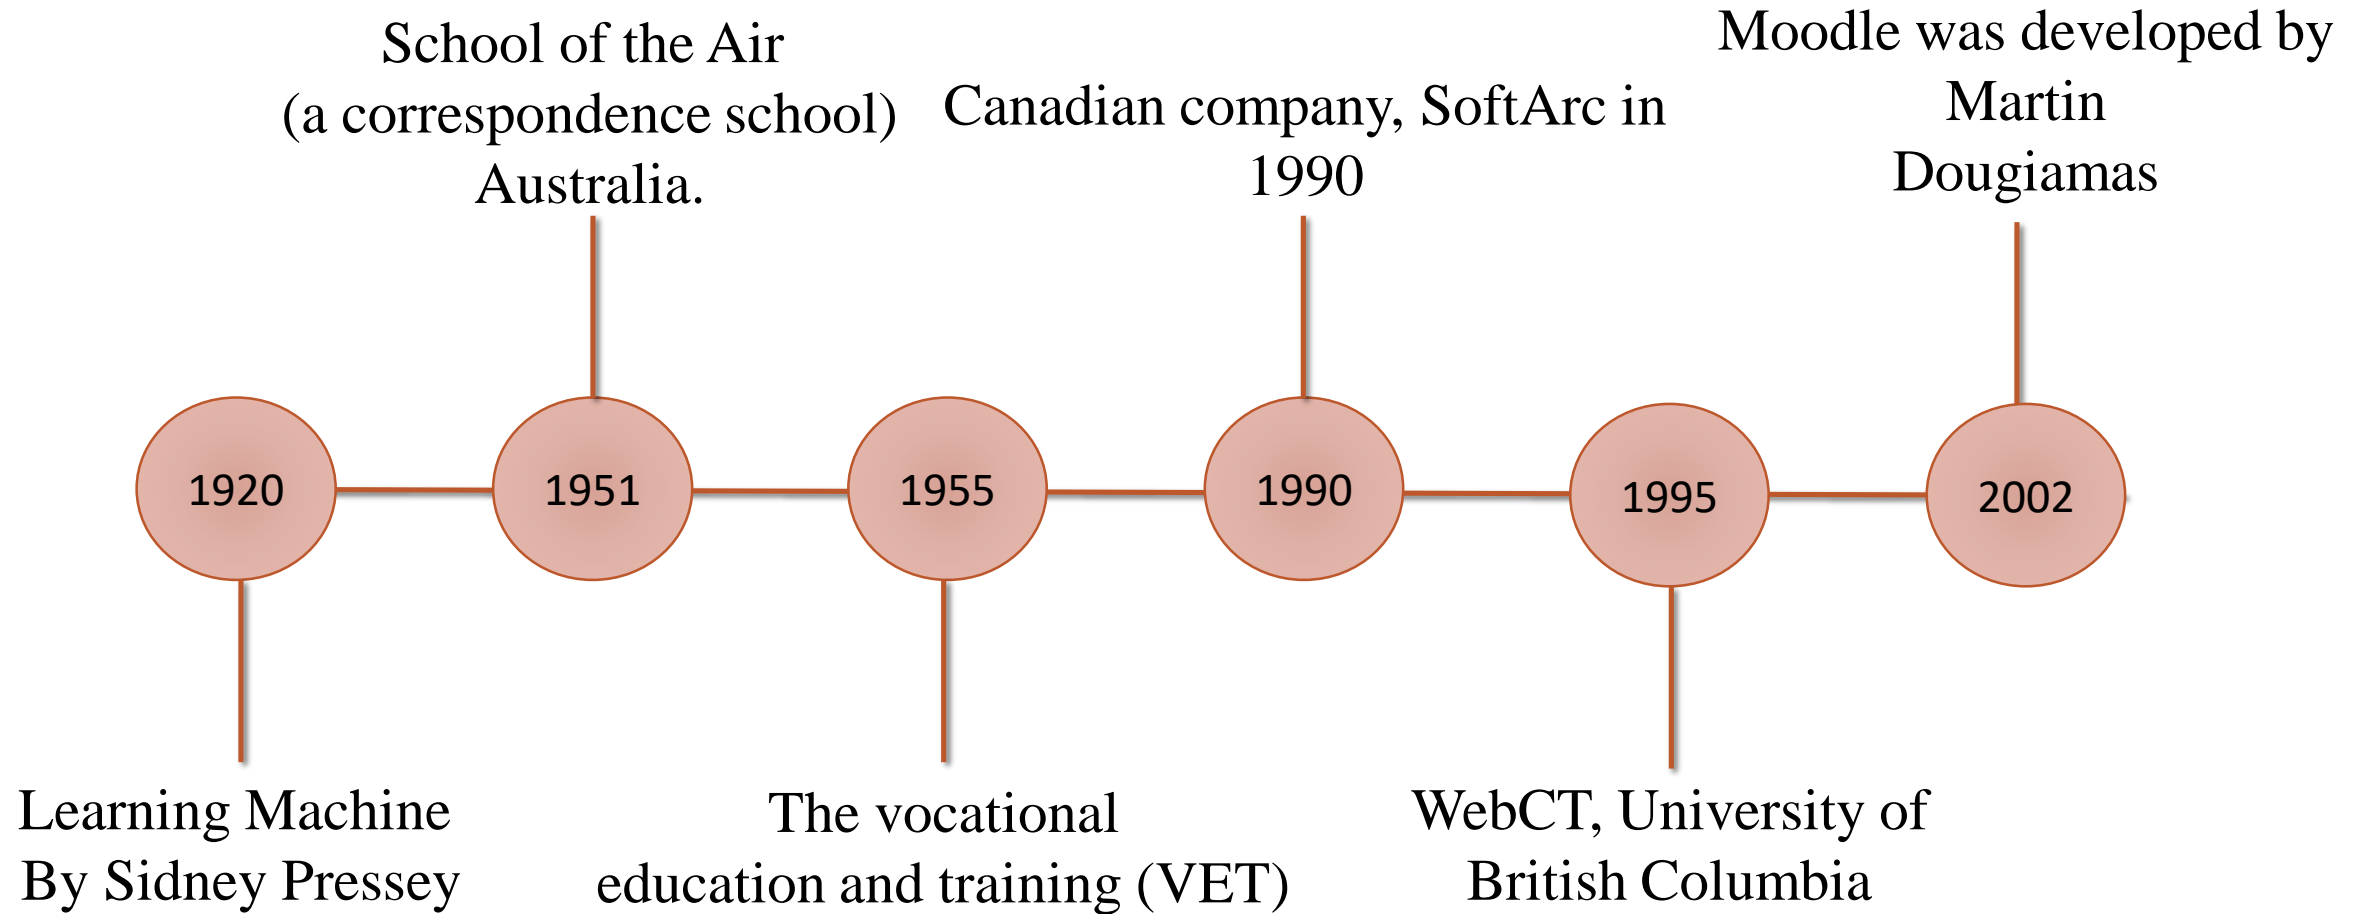 School of the Air
(a correspondence school)
Australia.
Canadian company, SoftArc in
1990
Moodle was developed by
Martin
Dougiamas
1920
1951
1955
1990
1995
2002
Learning Machine
By Sidney Pressey
The vocational
education and training (VET)
WebCT, University of
British Columbia